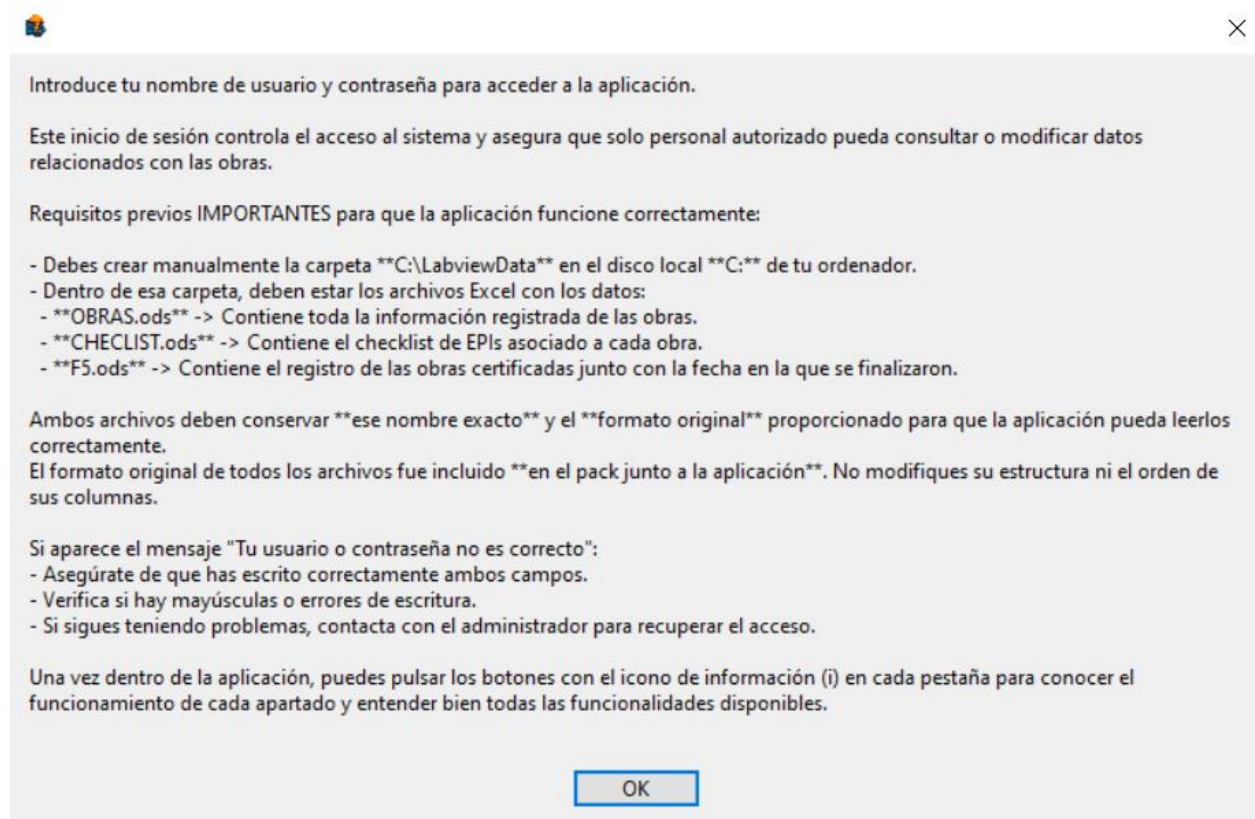 Introduce tu nombre de usuario y contraseña para acceder a la aplicación.
Este inicio de sesión controla el acceso al sistema y asegura que solo personal autorizado pueda consultar o modificar datos
relacionados con las obras.
Requisitos previos IMPORTANTES para que la aplicación funcione correctamente:
- Debes crear manualmente la carpeta **C:\LabviewData** en el disco local **C:** de tu ordenador.
- Dentro de esa carpeta, deben estar los archivos Excel con los datos:
- **OBRAS.ods** -> Contiene toda la información registrada de las obras.
- **CHECLIST.ods** -> Contiene el checklist de EPIs asociado a cada obra.
- **F5.ods** -> Contiene el registro de las obras certificadas junto con la fecha en la que se finalizaron.
Ambos archivos deben conservar **ese nombre exacto** y el **formato original** proporcionado para que la aplicación pueda leerlos
correctamente.
El formato original de todos los archivos fue incluido **en el pack junto a la aplicación**. No modifiques su estructura ni el orden de
sus columnas.
Si aparece el mensaje "Tu usuario o contraseña no es correcto":
- Asegúrate de que has escrito correctamente ambos campos.
- Verifica si hay mayúsculas o errores de escritura.
- Si sigues teniendo problemas, contacta con el administrador para recuperar el acceso.
Una vez dentro de la aplicación, puedes pulsar los botones con el icono de información (i) en cada pestaña para conocer el
funcionamiento de cada apartado y entender bien todas las funcionalidades disponibles.
OK